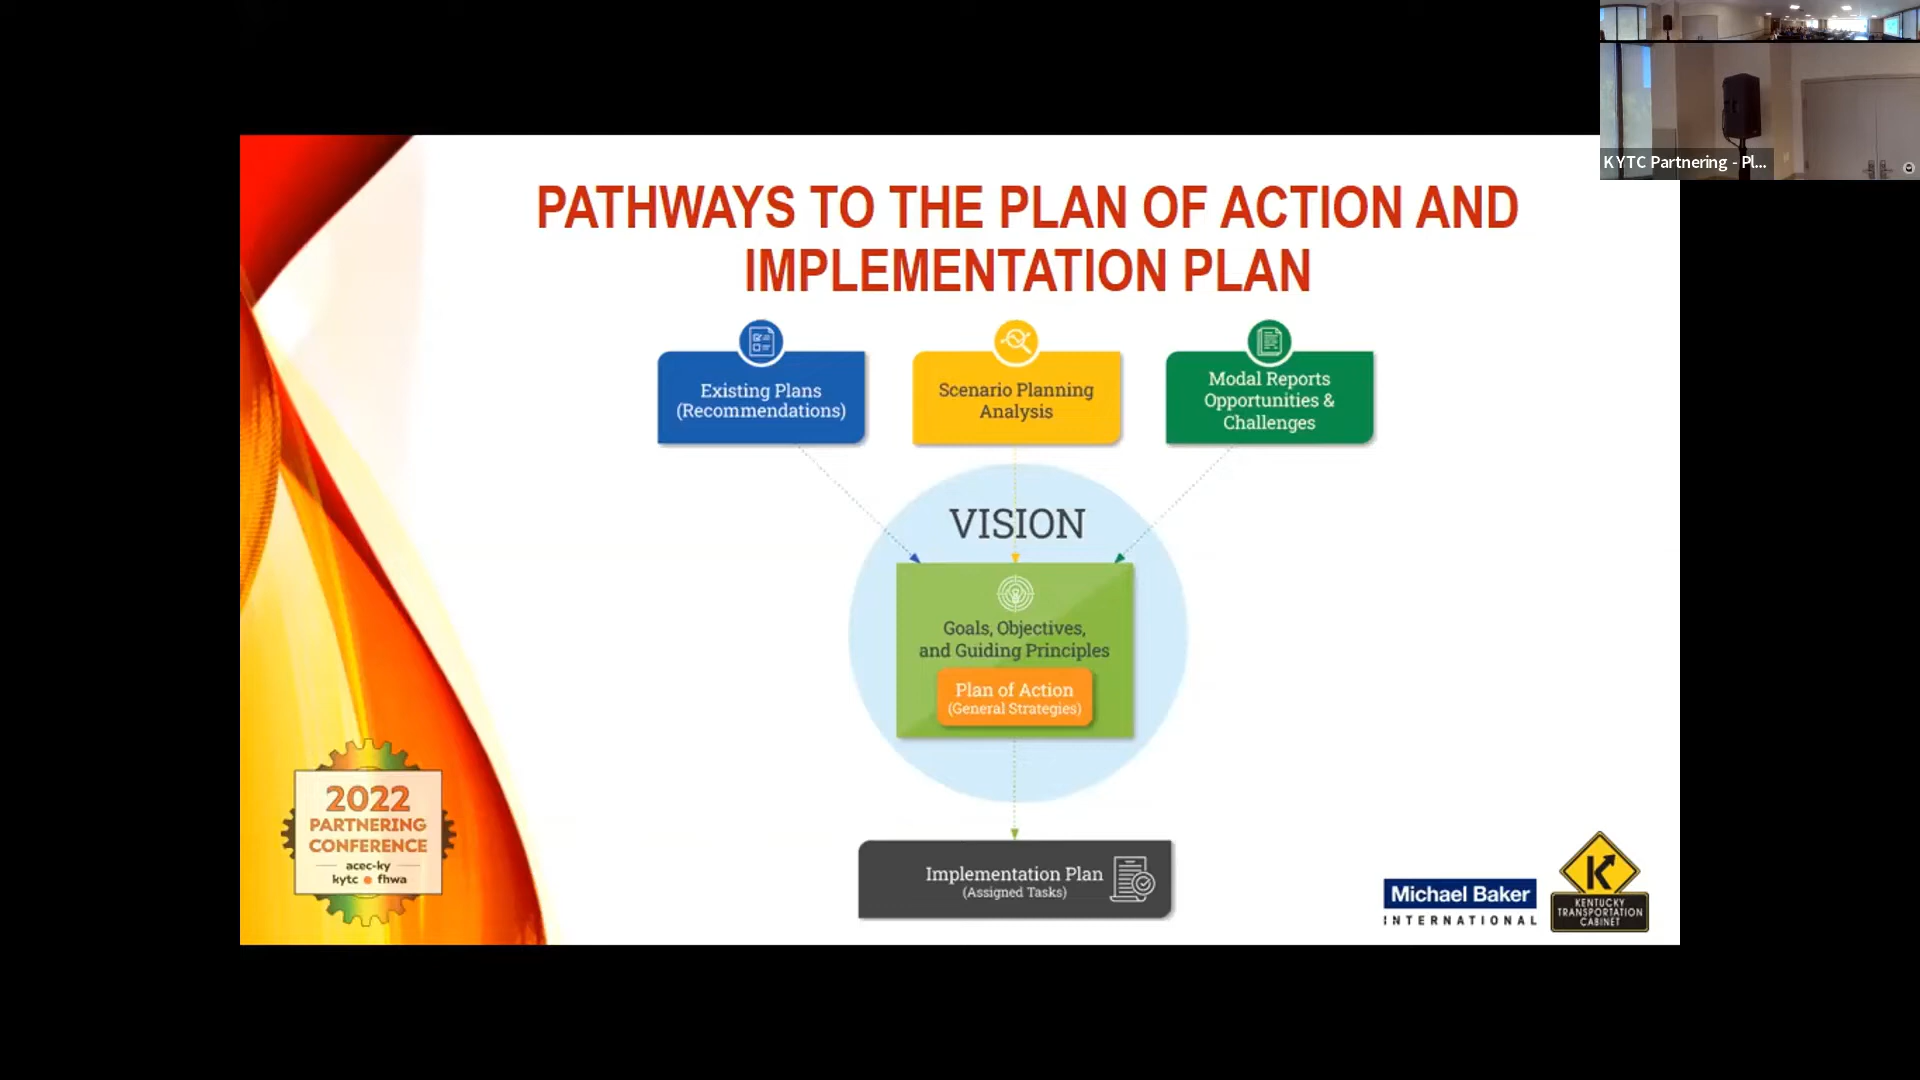 KYTC Partnering - Pl...
PATHWAYS TO THE PLAN OF ACTION AND
IMPLEMENTATION PLAN
Existing Plans
(Recommendations)
Scenario Planning
Analysis
Modal Reports
Opportunities &
Challenges
VISION
Goals, Objectives,
and Guiding Principles
Plan of Action
(General Strategies)
Implementation Plan
(Assigned Tasks)
2022
PARTNERING
CONFERENCE
acec-ky
kytc fhwa
Michael Baker
INTERNATIONAL
K
KENTUCKY
TRANSPORTATION
CABINET